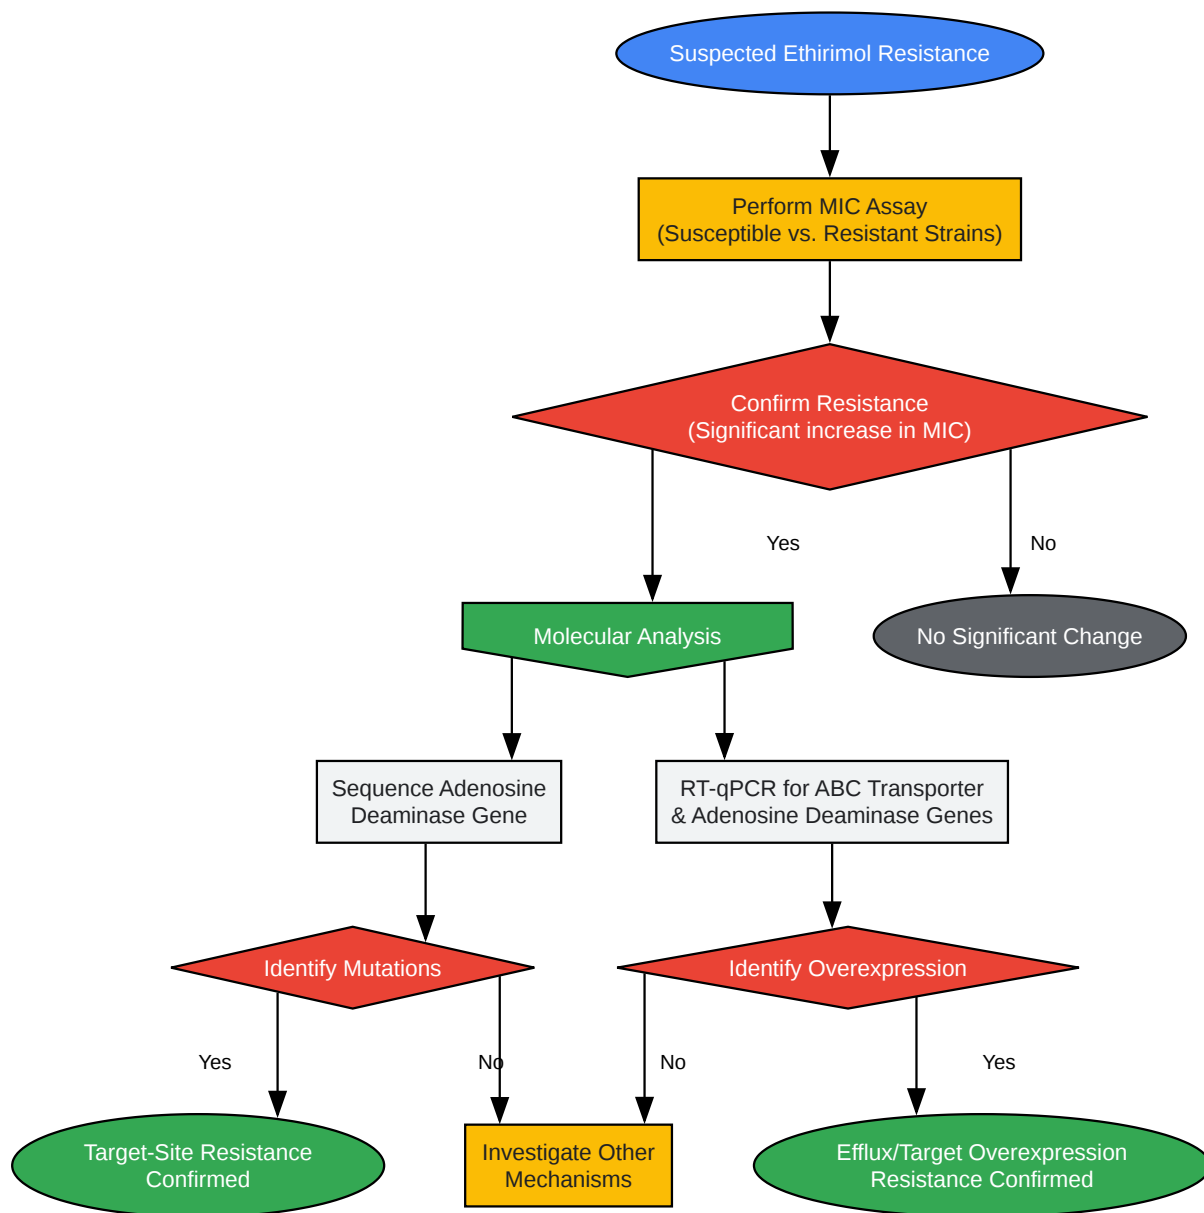 Suspected Ethirimol Resistance
Perform MIC Assay
(Susceptible vs. Resistant Strains)
Confirm Resistance
(Significant increase in MIC)
Yes
No
Molecular Analysis
No Significant Change
Sequence Adenosine
Deaminase Gene
RT-qPCR for ABC Transporter
& Adenosine Deaminase Genes
Identify Mutations
Identify Overexpression
Yes
No
No
Yes
Target-Site Resistance
Confirmed
Investigate Other
Mechanisms
Efflux/Target Overexpression
Resistance Confirmed